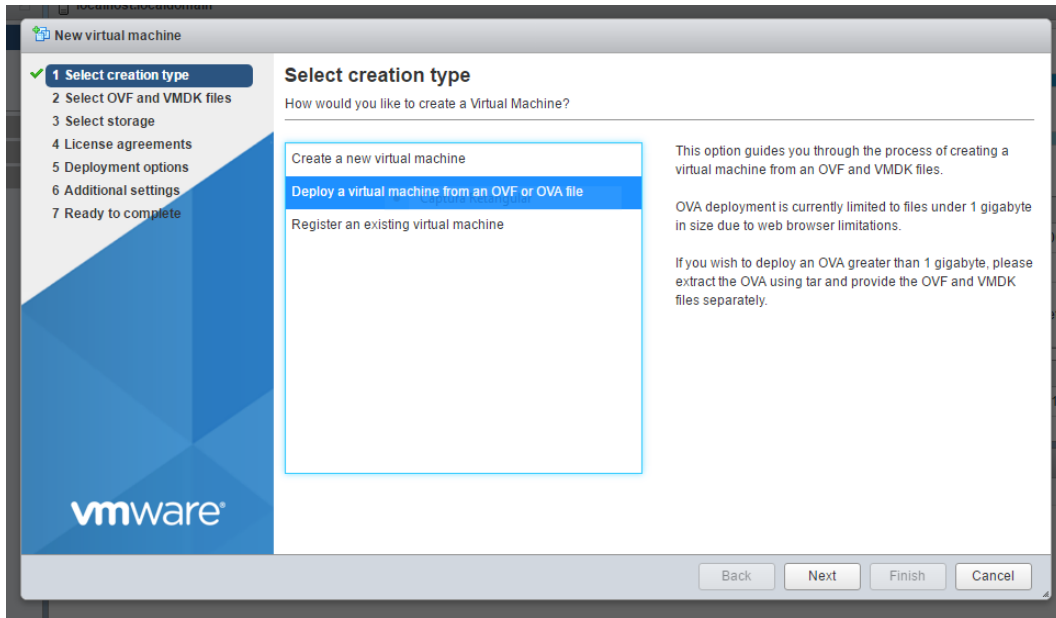 localhost.localdomain
New virtual machine
1 Select creation type
2 Select OVF and VMDK files
3 Select storage
4 License agreements
5 Deployment options
6 Additional settings
7 Ready to complete
vmware®
Select creation type
How would you like to create a Virtual Machine?
Create a new virtual machine
Deploy a virtual machine from an OVF or OVA file
Captura Retangular
Register an existing virtual machine
This option guides you through the process of creating a
virtual machine from an OVF and VMDK files.
OVA deployment is currently limited to files under 1 gigabyte
in size due to web browser limitations.
If you wish to deploy an OVA greater than 1 gigabyte, please
extract the OVA using tar and provide the OVF and VMDK
files separately.
Back
Next
Finish
Cancel